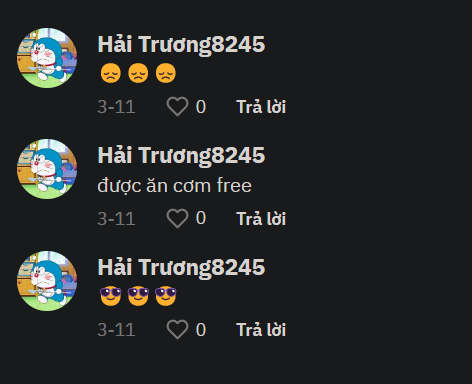 Hải Trương8245
😞😞😞
3-11 0 Trả lời
Hải Trương8245
được ăn cơm free
3-11 0 Trả lời
Hải Trương8245
😎😎😎
3-11 0 Trả lời